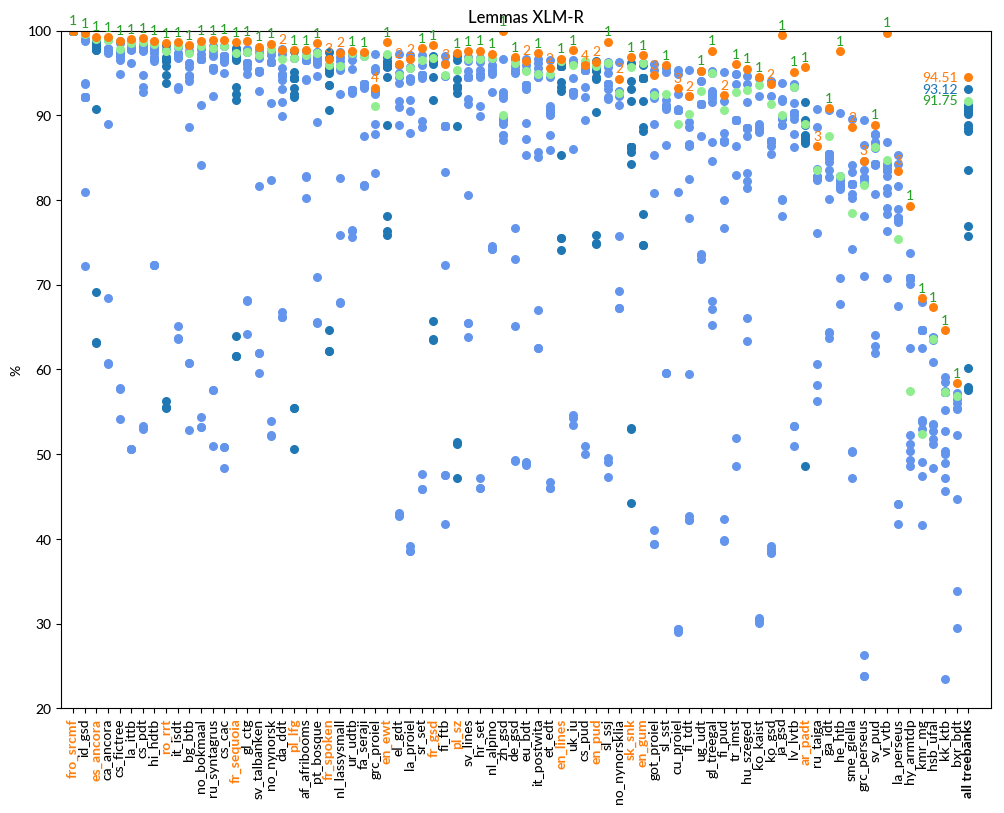 Lemmas XLM-R
100
90
80
70
60
50
40
30
20
%
94.51
93.12
91.75
fro_srcmf
id_gsd
es_ancora
ca_ancora
cs_fictree
la_ittb
cs_pdt
hi_hdtb
ro_rrt
it_isdt
bg_btb
no_bokmaal
ru_syntagrus
cs_cac
fr_sequoia
gl_ctg
sv_talbanken
no_nynorsk
da_ddt
pl_lfg
af_afribooms
pt_bosque
fr_spoken
nl_lassysmall
ur_udtb
fa_seraji
grc_proiel
en_ewt
el_gdt
la_proiel
sr_set
fr_gsd
fi_ftb
pl_sz
sv_lines
hr_set
nl_alpino
zh_gsd
de_gsd
eu_bdt
it_postwita
et_edt
en_lines
uk_iu
cs_pud
en_pud
sl_ssj
no_nynorsklia
sk_snk
en_gum
got_proiel
sl_sst
cu_proiel
fi_tdt
ug_udt
gl_treegal
fi_pud
tr_imst
hu_szeged
ko_kaist
ko_gsd
ja_gsd
lv_lvtb
ar_padt
ru_taiga
ga_idt
he_htb
sme_giella
grc_perseus
sv_pud
vi_vtb
la_perseus
hy_armtdp
kmr_mg
hsb_ufal
kk_ktb
bxr_bdt
all treebanks